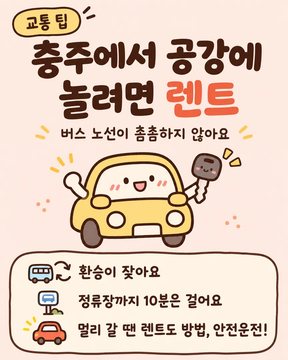 교통 팁
충주에서 공강에
놀려면 렌트
버스 노선이 촘촘하지 않아요
환승이 잦아요
정류장까지 10분은 걸어요
멀리 갈 땐 렌트도 방법, 안전운전!